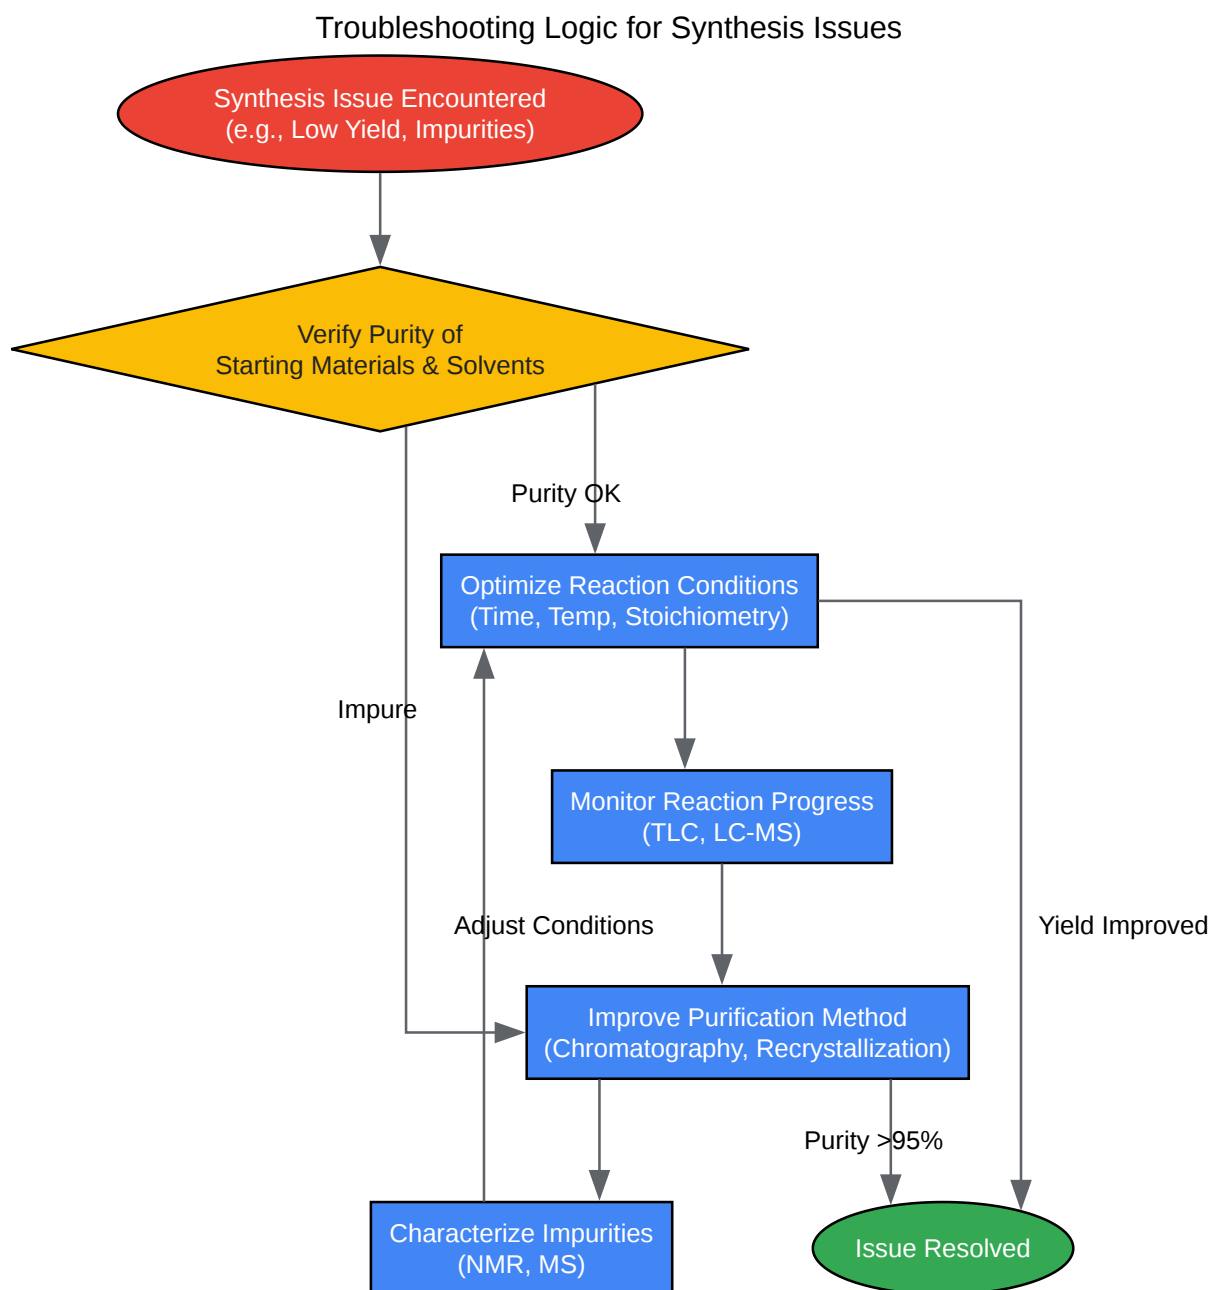 Troubleshooting Logic for Synthesis Issues
Synthesis Issue Encountered
(e.g., Low Yield, Impurities)
Verify Purity of
Starting Materials & Solvents
Purity OK
Optimize Reaction Conditions
(Time, Temp, Stoichiometry)
Impure
Monitor Reaction Progress
(TLC, LC-MS)
Adjust Conditions
Yield Improved
Improve Purification Method
(Chromatography, Recrystallization)
Purity >95%
Characterize Impurities
(NMR, MS)
Issue Resolved